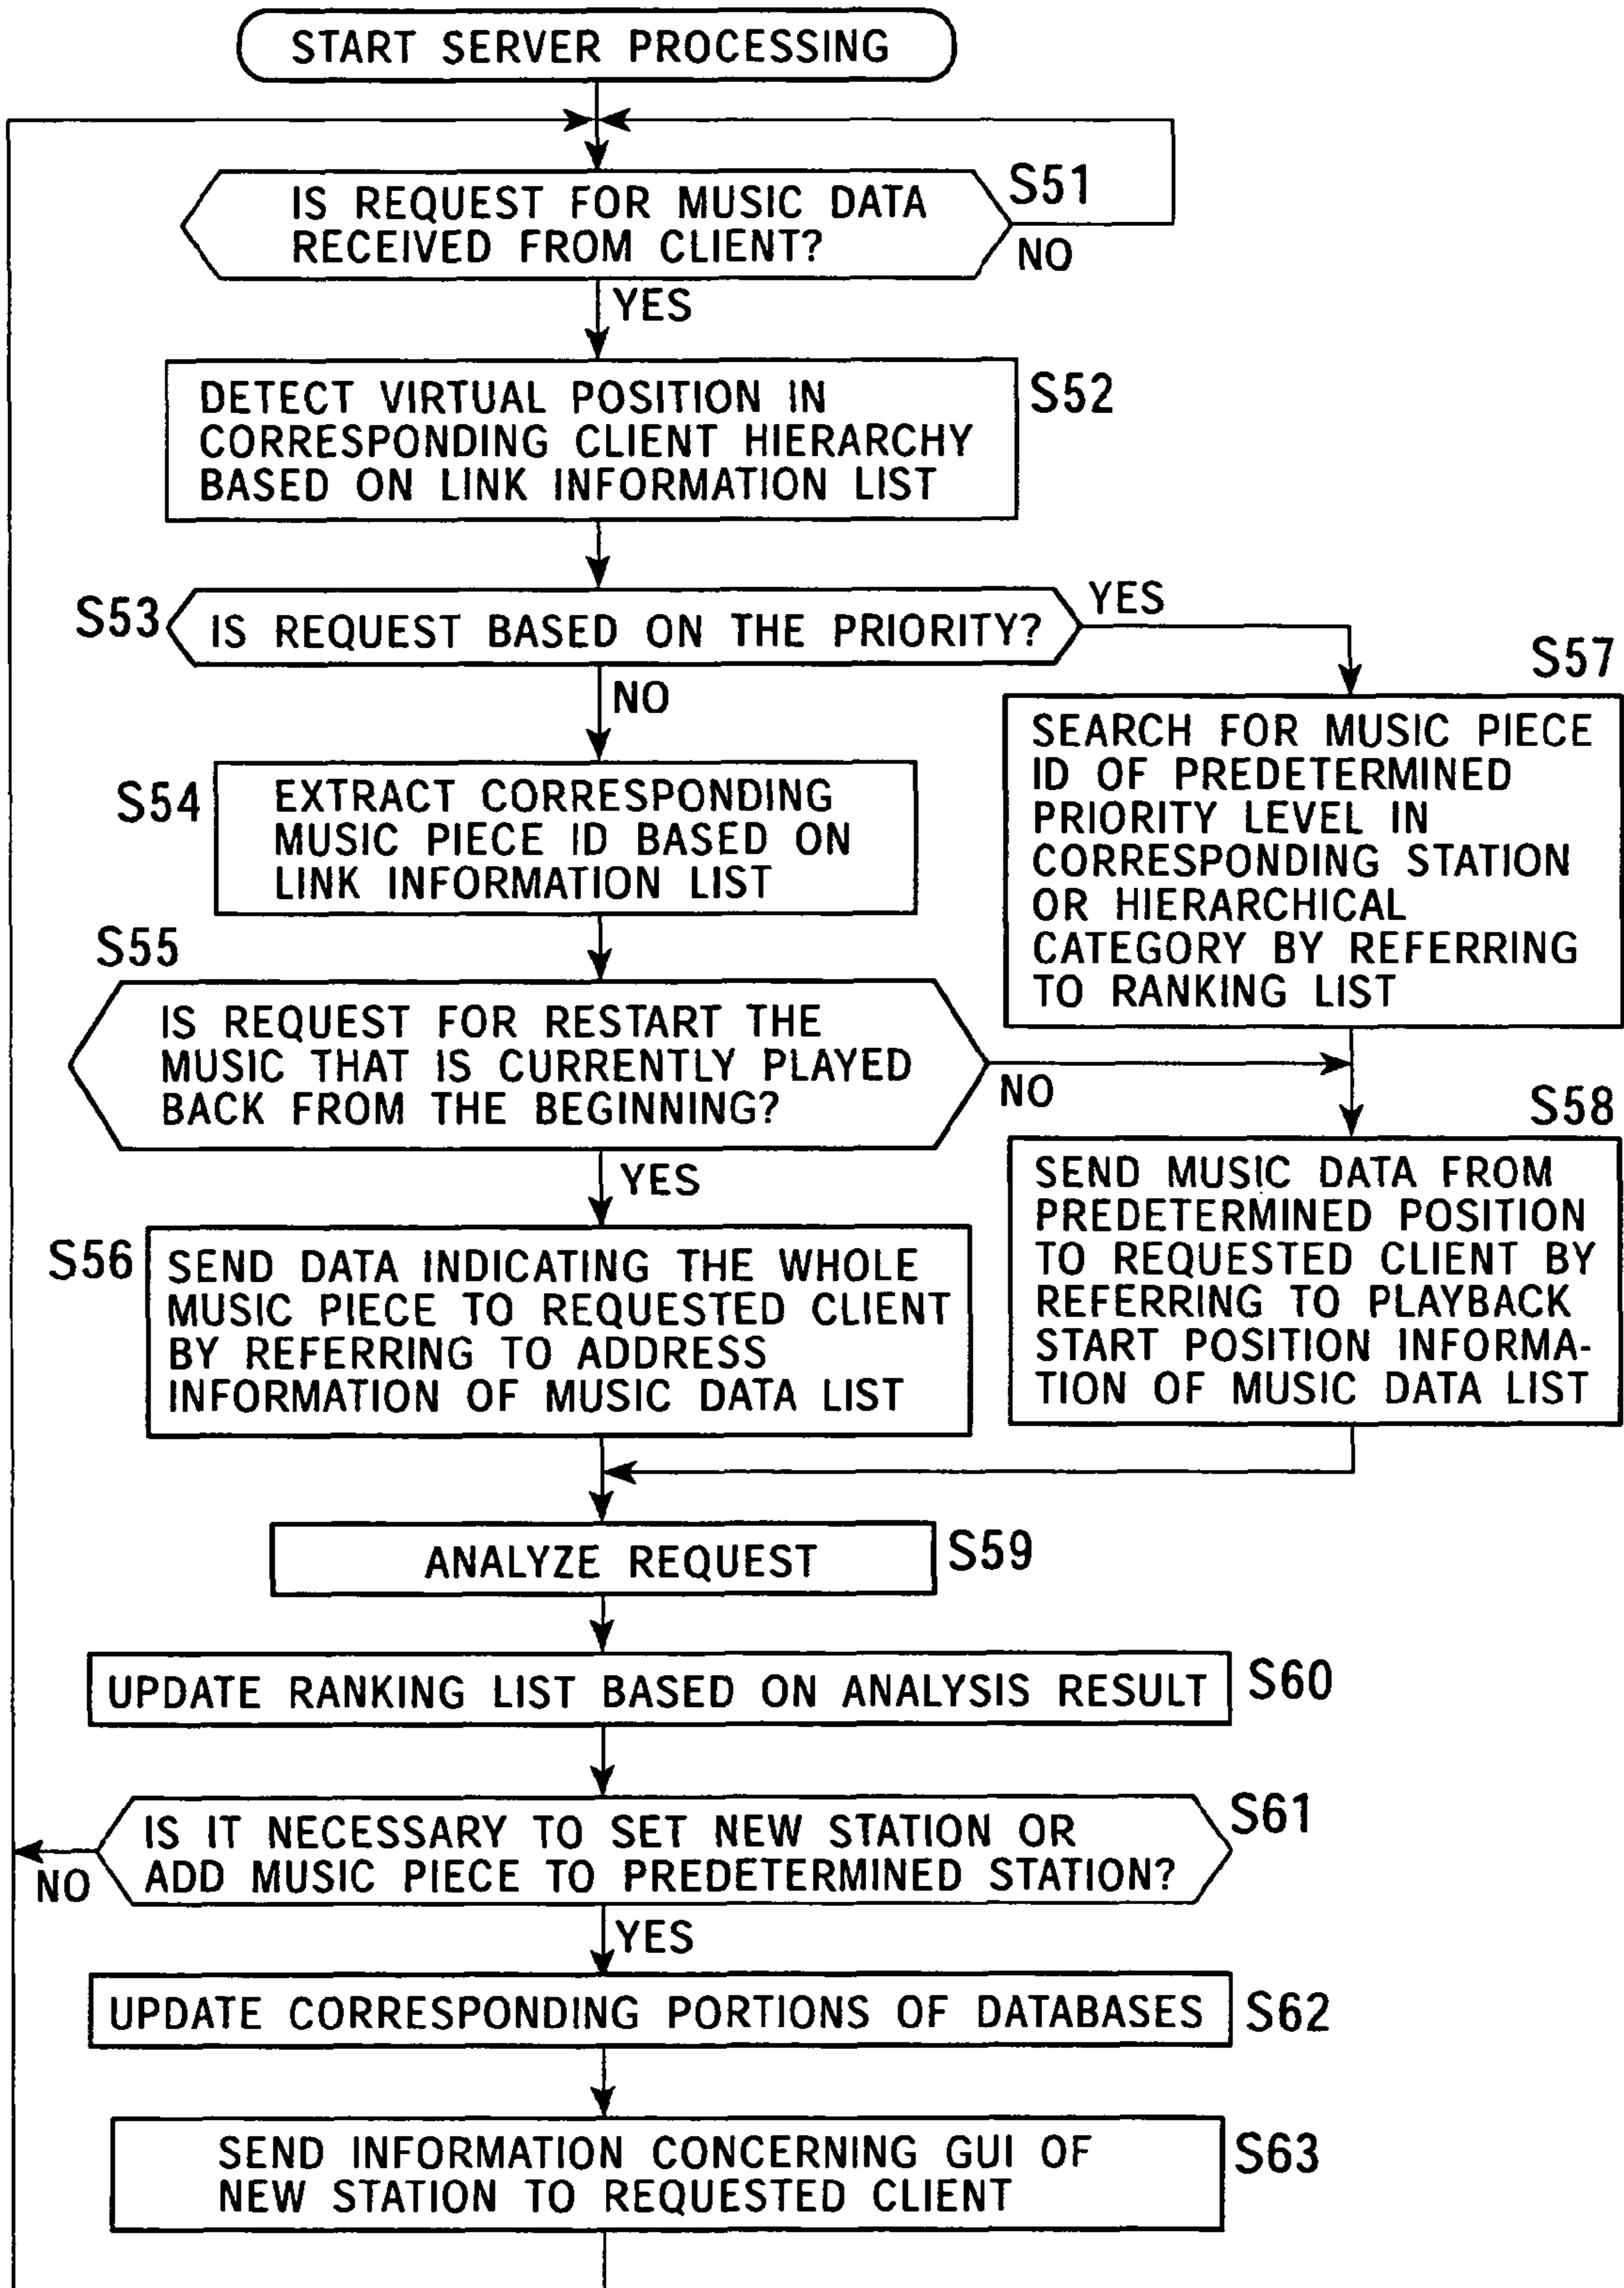 START SERVER PROCESSING
IS REQUEST FOR MUSIC DATA
RECEIVED FROM CLIENT?
S51
NO
YES
DETECT VIRTUAL POSITION IN
CORRESPONDING CLIENT HIERARCHY
BASED ON LINK INFORMATION LIST
S52
S53
IS REQUEST BASED ON THE PRIORITY?
YES
NO
S57
SEARCH FOR MUSIC PIECE
ID OF PREDETERMINED
PRIORITY LEVEL IN
CORRESPONDING STATION
OR HIERARCHICAL
CATEGORY BY REFERRING
TO RANKING LIST
S54
EXTRACT CORRESPONDING
MUSIC PIECE ID BASED ON
LINK INFORMATION LIST
S55
IS REQUEST FOR RESTART THE
MUSIC THAT IS CURRENTLY PLAYED
BACK FROM THE BEGINNING?
NO
YES
S58
SEND MUSIC DATA FROM
PREDETERMINED POSITION
TO REQUESTED CLIENT BY
REFERRING TO PLAYBACK
START POSITION INFORMA-
TION OF MUSIC DATA LIST
S56
SEND DATA INDICATING THE WHOLE
MUSIC PIECE TO REQUESTED CLIENT
BY REFERRING TO ADDRESS
INFORMATION OF MUSIC DATA LIST
ANALYZE REQUEST
S59
UPDATE RANKING LIST BASED ON ANALYSIS RESULT
S60
IS IT NECESSARY TO SET NEW STATION OR
ADD MUSIC PIECE TO PREDETERMINED STATION?
S61
NO
YES
UPDATE CORRESPONDING PORTIONS OF DATABASES
S62
SEND INFORMATION CONCERNING GUI OF
NEW STATION TO REQUESTED CLIENT
S63